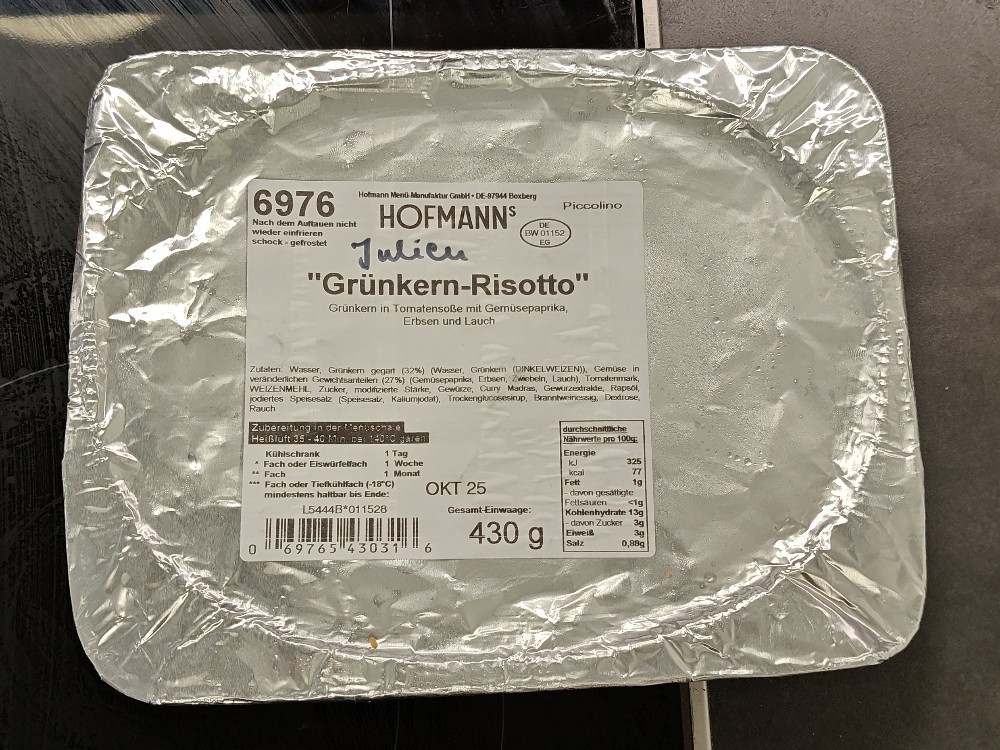 6976
Nach dem Auftauen nicht
wieder einfrieren
schock - gefrostet
Hofmann Menü-Manufaktur GmbH • DE-97944 Boxberg
HOFMANNs
DE
BW 01152
EG
Piccolino
Julien
"Grünkern-Risotto"
Grünkern in Tomatensoße mit Gemüsepaprika,
Erbsen und Lauch
Zutaten: Wasser, Grünkern gegart (32%) (Wasser, Grünkern (DINKELWEIZEN)), Gemüse in
veränderlichen Gewichtsanteilen (27%) (Gemüsepaprika, Erbsen, Zwiebeln, Lauch), Tomatenmark,
WEIZENMEHL, Zucker, modifizierte Stärke, Gewürze, Curry Madras, Gewürzextrakte, Rapsöl,
jodiertes Speisesalz (Speisesalz, Kaliumjodat), Trockenglucosesirup, Branntweinessig, Dextrose,
Rauch
Zubereitung in der Menüschale
Heißluft 35 - 40 Min. bei 140°C garen
Kühlschrank 1 Tag
* Fach oder Eiswürfelfach 1 Woche
** Fach 1 Monat
*** Fach oder Tiefkühlfach (-18°C)
mindestens haltbar bis Ende: OKT 25
L5444B*011528
0 69765 43031 6
Gesamt-Einwaage:
430 g
durchschnittliche
Nährwerte pro 100g:
Energie
kJ 325
kcal 77
Fett 1g
- davon gesättigte
Fettsäuren <1g
Kohlenhydrate 13g
- davon Zucker 3g
Eiweiß 3g
Salz 0,88g